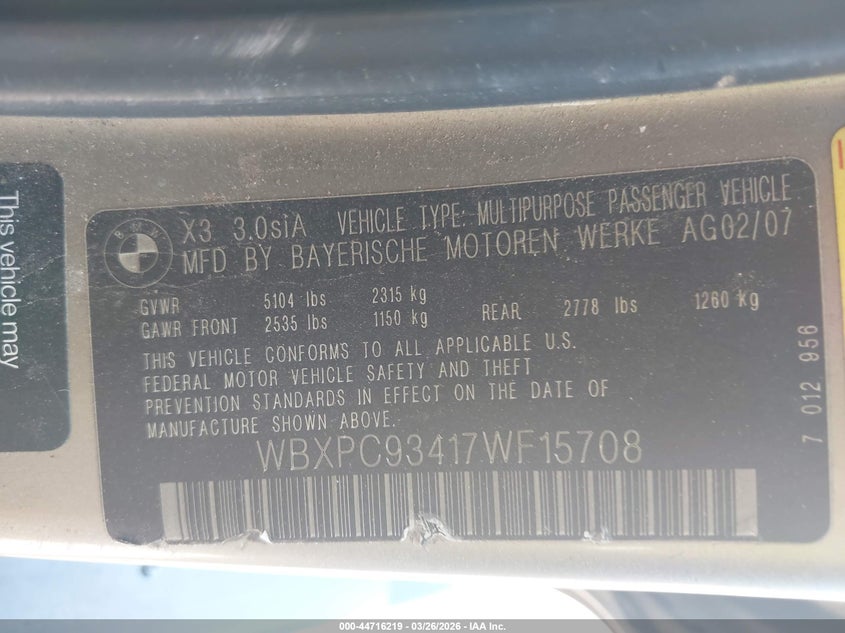 This vehicle may
BMW
X3 3.0siA VEHICLE TYPE: MULTIPURPOSE PASSENGER VEHICLE
MFD BY BAYERISCHE MOTOREN WERKE AG02/07
GVWR 5104 lbs 2315 kg
GAWR FRONT 2535 lbs 1150 kg REAR 2778 lbs 1260 kg
THIS VEHICLE CONFORMS TO ALL APPLICABLE U.S.
FEDERAL MOTOR VEHICLE SAFETY AND THEFT
PREVENTION STANDARDS IN EFFECT ON THE DATE OF
MANUFACTURE SHOWN ABOVE.
WBXPC93417WF15708
7 012 956
000-44716219 | 03/26/2026 | IAA Inc.